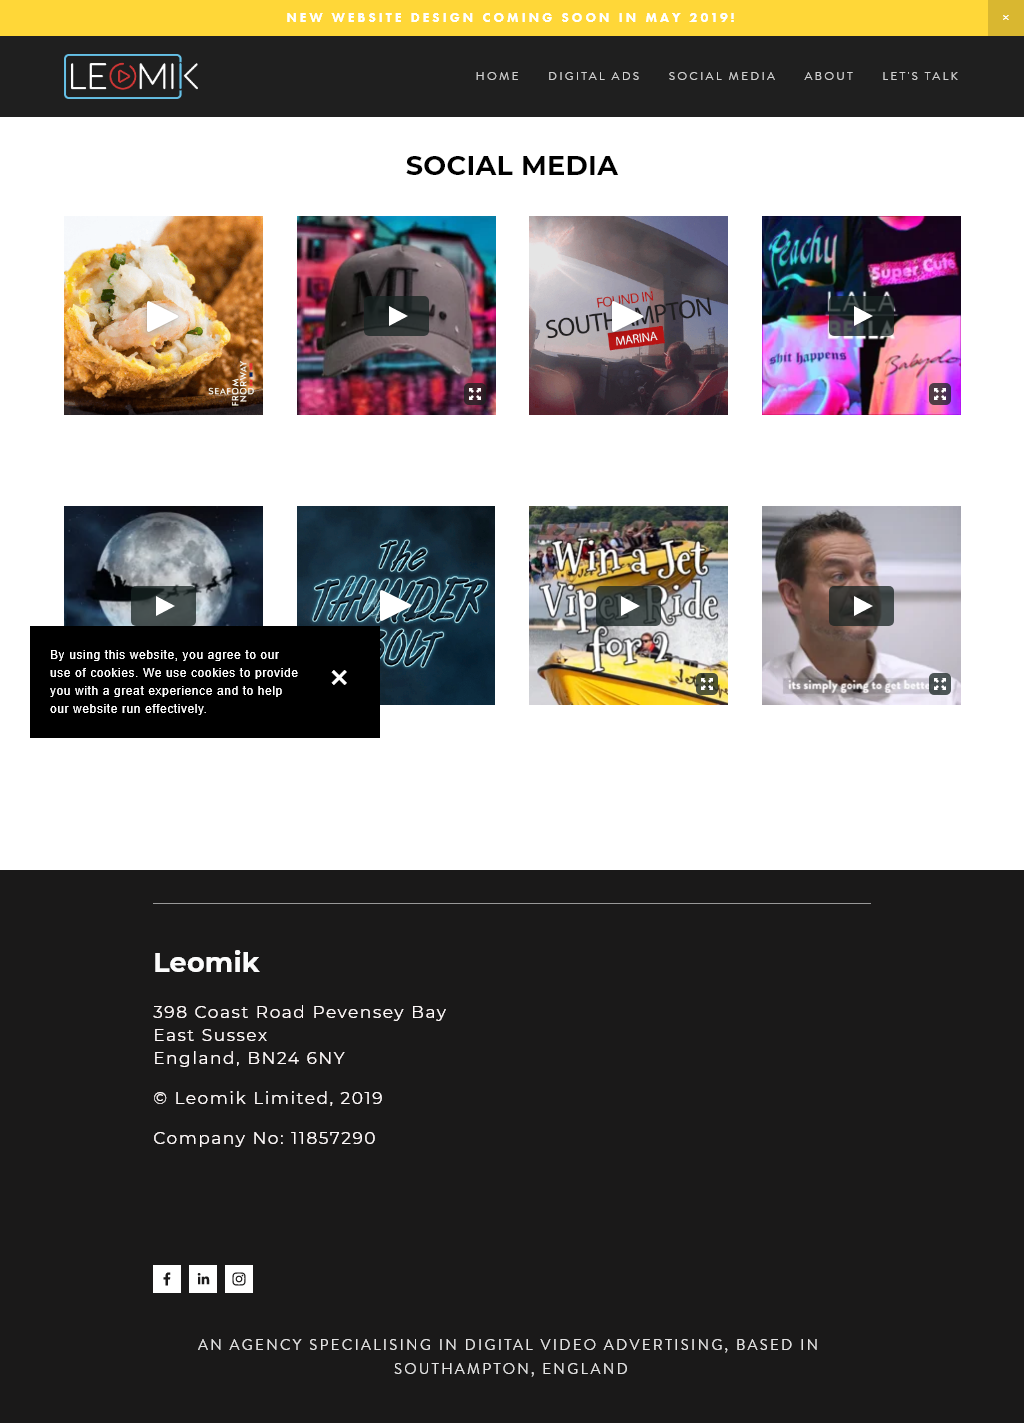 NEW WEBSITE DESIGN COMING SOON IN MAY 2019!
LEOMIK
HOME
DIGITAL ADS
SOCIAL MEDIA
ABOUT
LET'S TALK
SOCIAL MEDIA
SEAFOOD
FROM
NORWAY
ML.
FOUND IN
SOUTHAMPTON
MARINA
Peachy
Super Cute
LALA
BELLA
shit happens
The
THUNDER
BOLT
Win a Jet
Viper Ride
for 2
its simply going to get better
By using this website, you agree to our
use of cookies. We use cookies to provide
you with a great experience and to help
our website run effectively.
Leomik
398 Coast Road Pevensey Bay
East Sussex
England, BN24 6NY
© Leomik Limited, 2019
Company No: 11857290
AN AGENCY SPECIALISING IN DIGITAL VIDEO ADVERTISING, BASED IN
SOUTHAMPTON, ENGLAND